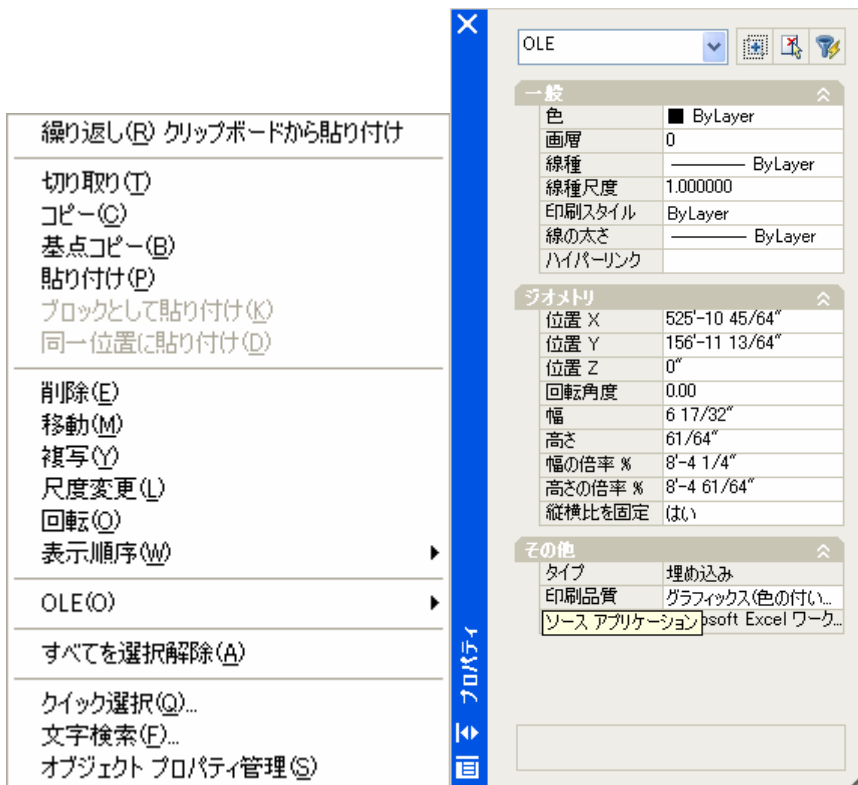 繰り返し(R) クリップボードから貼り付け
切り取り(T)
コピー(C)
基点コピー(B)
貼り付け(P)
ブロックとして貼り付け(K)
同一位置に貼り付け(D)
削除(E)
移動(M)
複写(Y)
尺度変更(L)
回転(O)
表示順序(W)
OLE(O)
すべてを選択解除(A)
クイック選択(Q)...
文字検索(F)...
オブジェクト プロパティ管理(S)
プロパティ
OLE
一般
色 ByLayer
画層 0
線種 ByLayer
線種尺度 1.000000
印刷スタイル ByLayer
線の太さ ByLayer
ハイパーリンク
ジオメトリ
位置 X 525'-10 45/64"
位置 Y 156'-11 13/64"
位置 Z 0"
回転角度 0.00
幅 6 17/32"
高さ 61/64"
幅の倍率 % 8'-4 1/4"
高さの倍率 % 8'-4 61/64"
縦横比を固定 はい
その他
タイプ 埋め込み
印刷品質 グラフィックス(色の付い...
ソース アプリケーション osoft Excel ワーク...